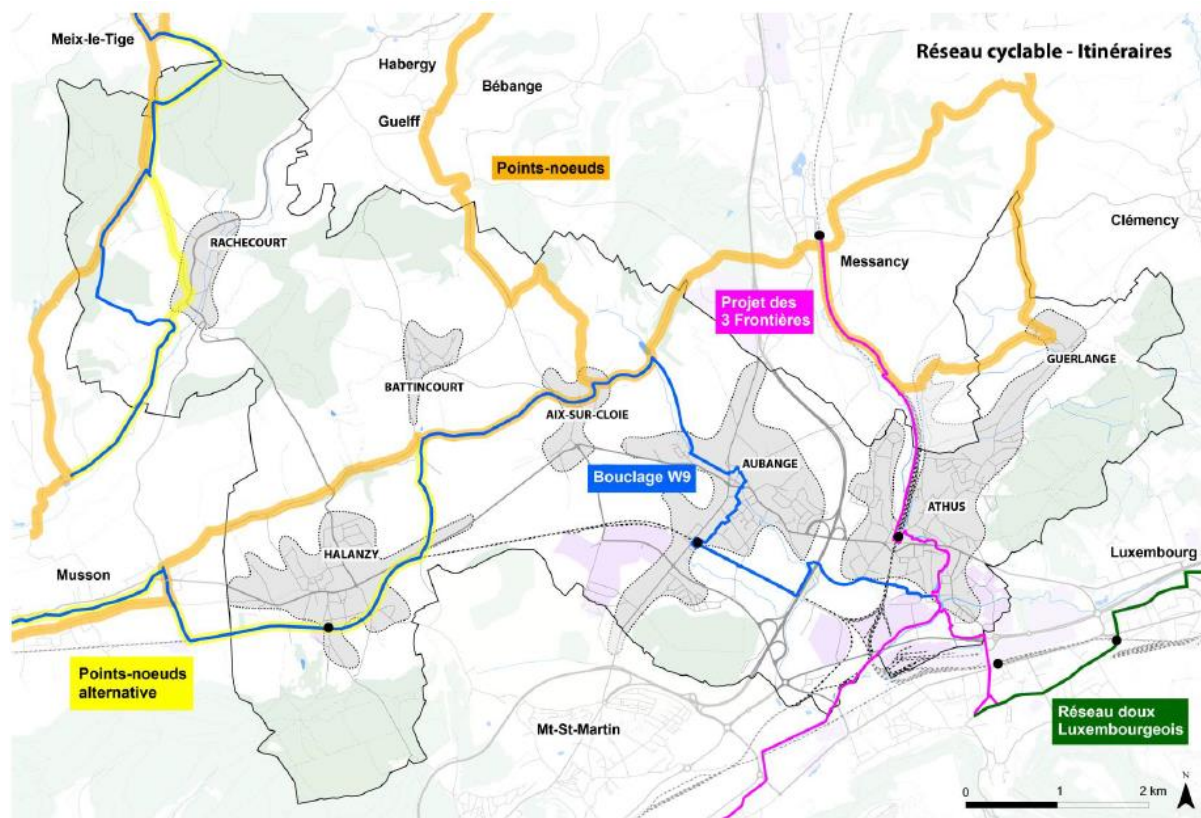 Meix-le-Tige
Réseau cyclable - Itinéraires
Habergy
Bébange
Guelff
Points-noeuds
Clémency
RACHECOURT
Messancy
Projet des
3 Frontières
GUERLANGE
BATTINCOURT
AIX-SUR-CLOIE
AUBANGE
Bouclage W9
ATHUS
HALANZY
Luxembourg
Musson
Points-noeuds
alternative
Mt-St-Martin
Réseau doux
Luxembourgeois
N
0 1 2 km